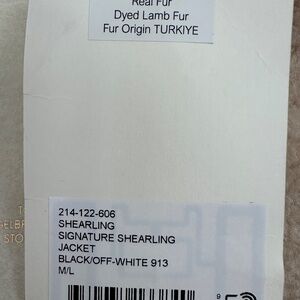 Real Fur
Dyed Lamb Fur
Fur Origin TURKIYE
214-122-606
SHEARLING
SIGNATURE SHEARLING
JACKET
BLACK/OFF-WHITE 913
M/L